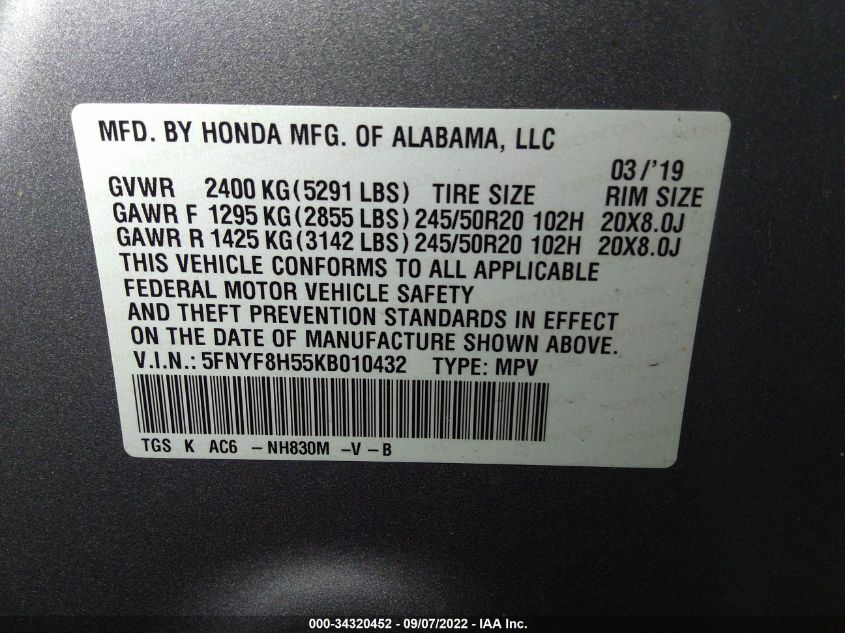 MFD. BY HONDA MFG. OF ALABAMA, LLC
03/'19
GVWR 2400 KG(5291 LBS) TIRE SIZE RIM SIZE
GAWR F 1295 KG(2855 LBS) 245/50R20 102H 20X8.0J
GAWR R 1425 KG(3142 LBS) 245/50R20 102H 20X8.0J
THIS VEHICLE CONFORMS TO ALL APPLICABLE
FEDERAL MOTOR VEHICLE SAFETY
AND THEFT PREVENTION STANDARDS IN EFFECT
ON THE DATE OF MANUFACTURE SHOWN ABOVE.
V.I.N.: 5FNYF8H55KB010432 TYPE: MPV
TGS K AC6 -NH830M -V-B
000-34320452 - 09/07/2022 - IAA Inc.